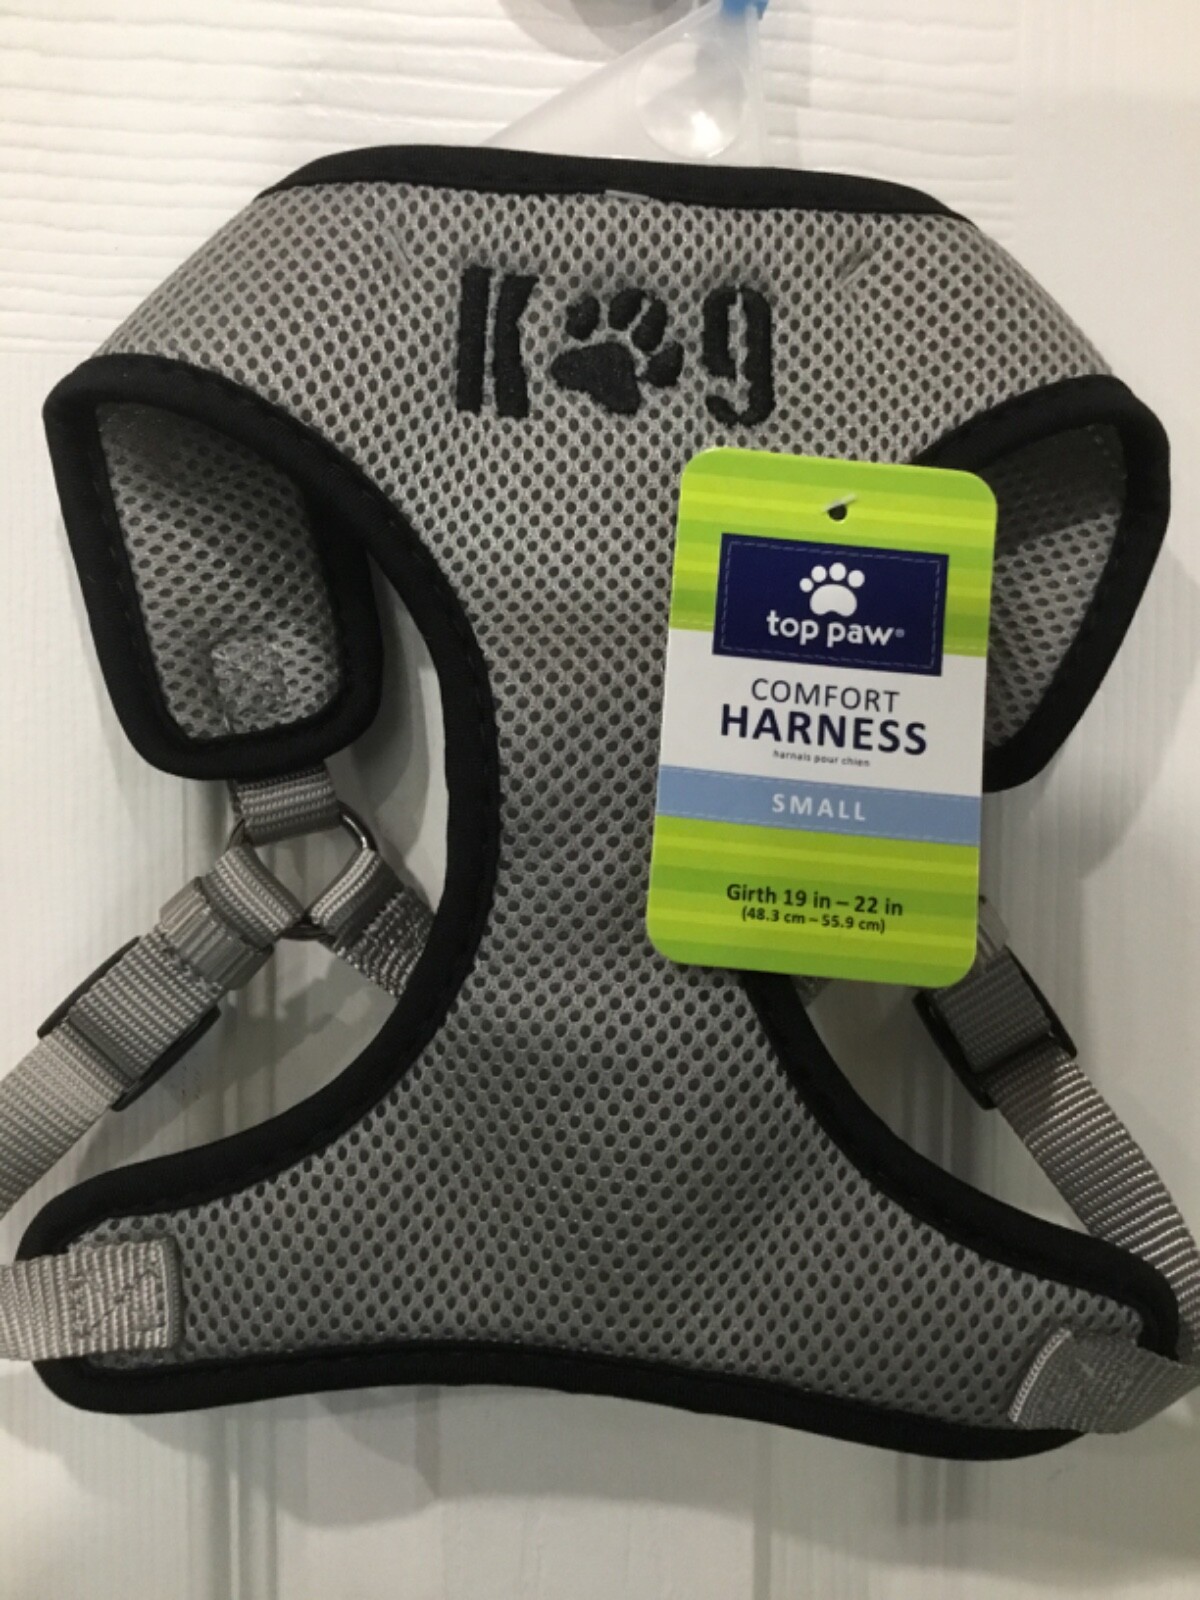 K🐾9
top paw®
COMFORT
HARNESS
harnais pour chien
SMALL
Girth 19 in – 22 in
(48.3 cm – 55.9 cm)